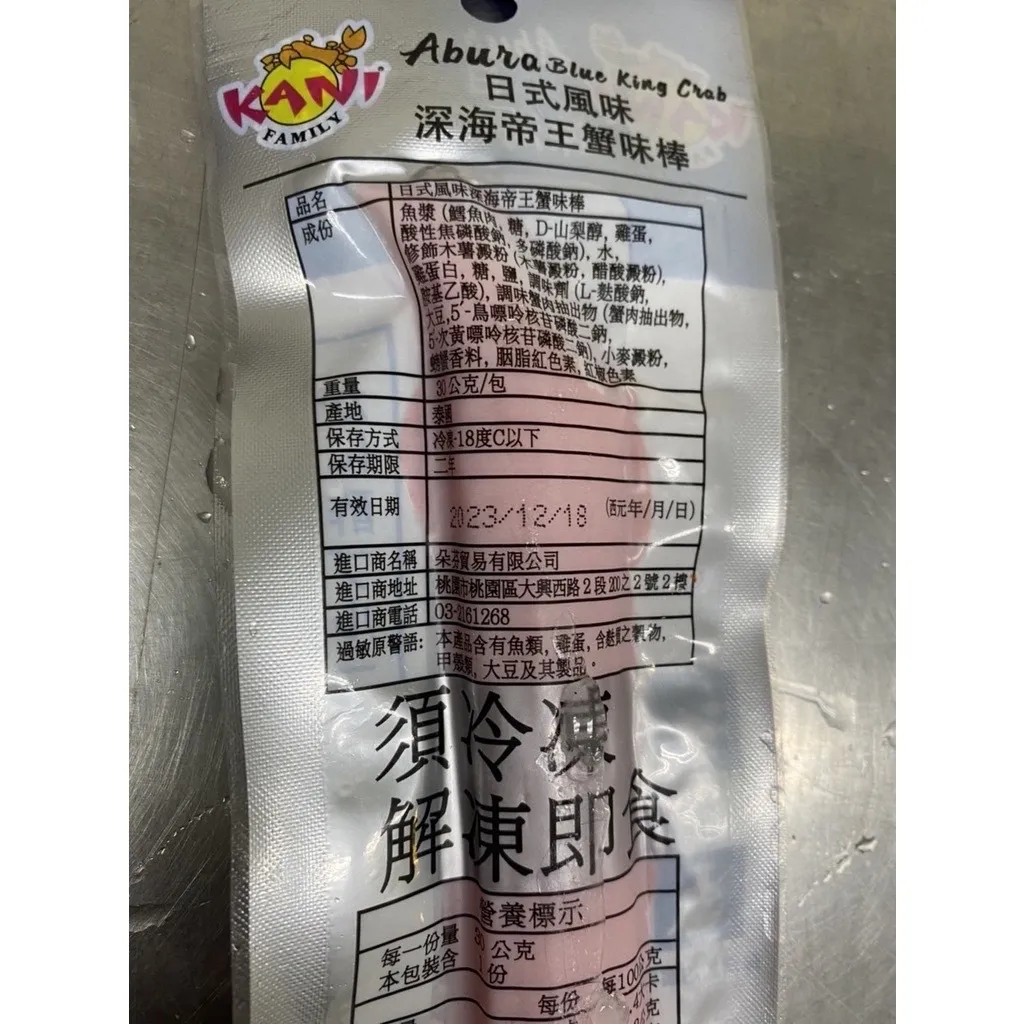 KANI
FAMILY
Abura Blue King Crab
日式風味
深海帝王蟹味棒
品名 日式風味深海帝王蟹味棒
成份 魚漿 (鱈魚肉, 糖, D-山梨醇, 雞蛋,
酸性焦磷酸鈉, 多磷酸鈉), 水,
修飾木薯澱粉 (木薯澱粉, 醋酸澱粉),
雞蛋白, 糖, 鹽, 調味劑 (L-麩酸鈉,
胺基乙酸), 調味蟹肉抽出物 (蟹肉抽出物,
大豆, 5'-鳥嘌呤核苷磷酸二鈉,
5'-次黃嘌呤核苷磷酸二鈉), 小麥澱粉,
螃蟹香料, 胭脂紅色素, 紅椒色素
重量 30公克/包
產地 泰國
保存方式 冷凍-18度C以下
保存期限 二年
有效日期 2023/12/18 (西元年/月/日)
進口商名稱 朵芬貿易有限公司
進口商地址 桃園市桃園區大興西路2段200之2號2樓
進口商電話 03-2161268
過敏原警語: 本產品含有魚類, 雞蛋, 含麩質之穀物,
甲殼類, 大豆及其製品。
須冷凍
解凍即食
營養標示
每一份量 30公克
本包裝含 1份
每份 每100公克